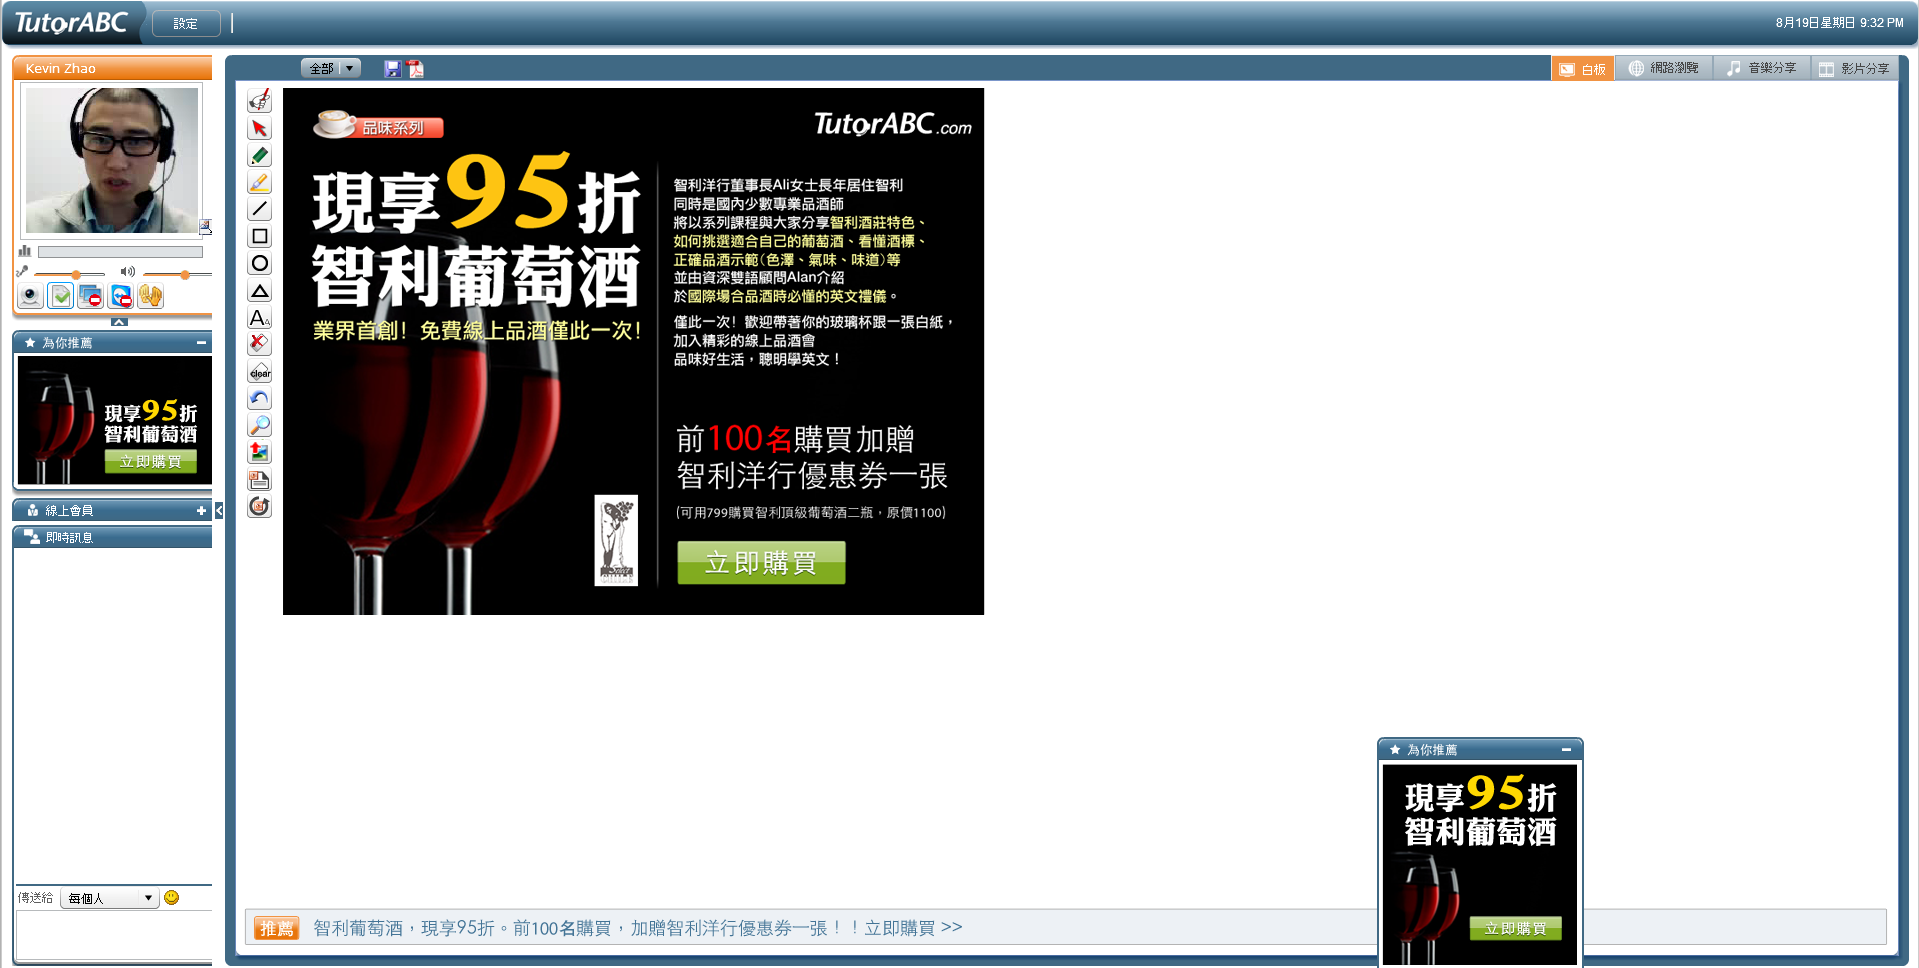 TutorABC
設定
8月19日星期日 9:32 PM
Kevin Zhao
全部
白板
網路瀏覽
音樂分享
影片分享
為你推薦
現享95折
智利葡萄酒
立即購買
線上會員
即時訊息
傳送給
每個人
A
clear
品味系列
TutorABC.com
現享95折
智利葡萄酒
業界首創！免費線上品酒僅此一次！
智利洋行董事長Ali女士長年居住智利
同時是國內少數專業品酒師
將以系列課程與大家分享智利酒莊特色、
如何挑選適合自己的葡萄酒、看懂酒標、
正確品酒示範(色澤、氣味、味道)等
並由資深雙語顧問Alan介紹
於國際場合品酒時必懂的英文禮儀。
僅此一次！歡迎帶著你的玻璃杯跟一張白紙，
加入精彩的線上品酒會
品味好生活，聰明學英文！
前100名購買加贈
智利洋行優惠券一張
(可用799購買智利頂級葡萄酒二瓶，原價1100)
立即購買
為你推薦
現享95折
智利葡萄酒
立即購買
推薦
智利葡萄酒，現享95折。前100名購買，加贈智利洋行優惠券一張！！立即購買 >>